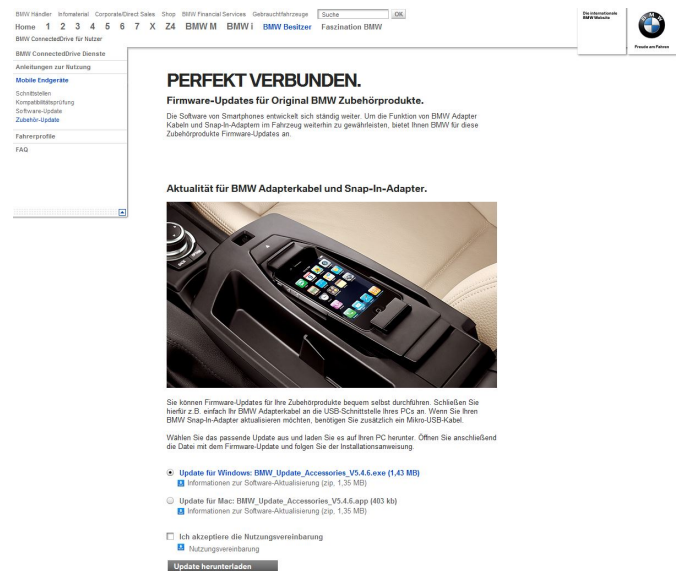 BMW Händler Infomaterial Corporate/Direct Sales Shop BMW Financial Services Gebrauchtfahrzeuge Suche OK
Home 1 2 3 4 5 6 7 X Z4 BMW M BMW i BMW Besitzer Faszination BMW
BMW ConnectedDrive für Nutzer
Die internationale
BMW Website
BMW
Freude am Fahren
BMW ConnectedDrive Dienste
Anleitungen zur Nutzung
Mobile Endgeräte
Schnittstellen
Kompatibilitätsprüfung
Software-Update
Zubehör-Update
Fahrerprofile
FAQ
PERFEKT VERBUNDEN.
Firmware-Updates für Original BMW Zubehörprodukte.
Die Software von Smartphones entwickelt sich ständig weiter. Um die Funktion von BMW Adapter
Kabeln und Snap-In-Adaptern im Fahrzeug weiterhin zu gewährleisten, bietet Ihnen BMW für diese
Zubehörprodukte Firmware-Updates an.
Aktualität für BMW Adapterkabel und Snap-In-Adapter.
Sie können Firmware-Updates für Ihre Zubehörprodukte bequem selbst durchführen. Schließen Sie
hierfür z.B. einfach Ihr BMW Adapterkabel an die USB-Schnittstelle Ihres PCs an. Wenn Sie Ihren
BMW Snap-In-Adapter aktualisieren möchten, benötigen Sie zusätzlich ein Mikro-USB-Kabel.
Wählen Sie das passende Update aus und laden Sie es auf Ihren PC herunter. Öffnen Sie anschließend
die Datei mit dem Firmware-Update und folgen Sie der Installationsanweisung.
Update für Windows: BMW_Update_Accessories_V5.4.6.exe (1,43 MB)
Informationen zur Software-Aktualisierung (zip, 1,35 MB)
Update für Mac: BMW_Update_Accessories_V5.4.6.app (403 kb)
Informationen zur Software-Aktualisierung (zip, 1,35 MB)
Ich akzeptiere die Nutzungsvereinbarung
Nutzungsvereinbarung
Update herunterladen